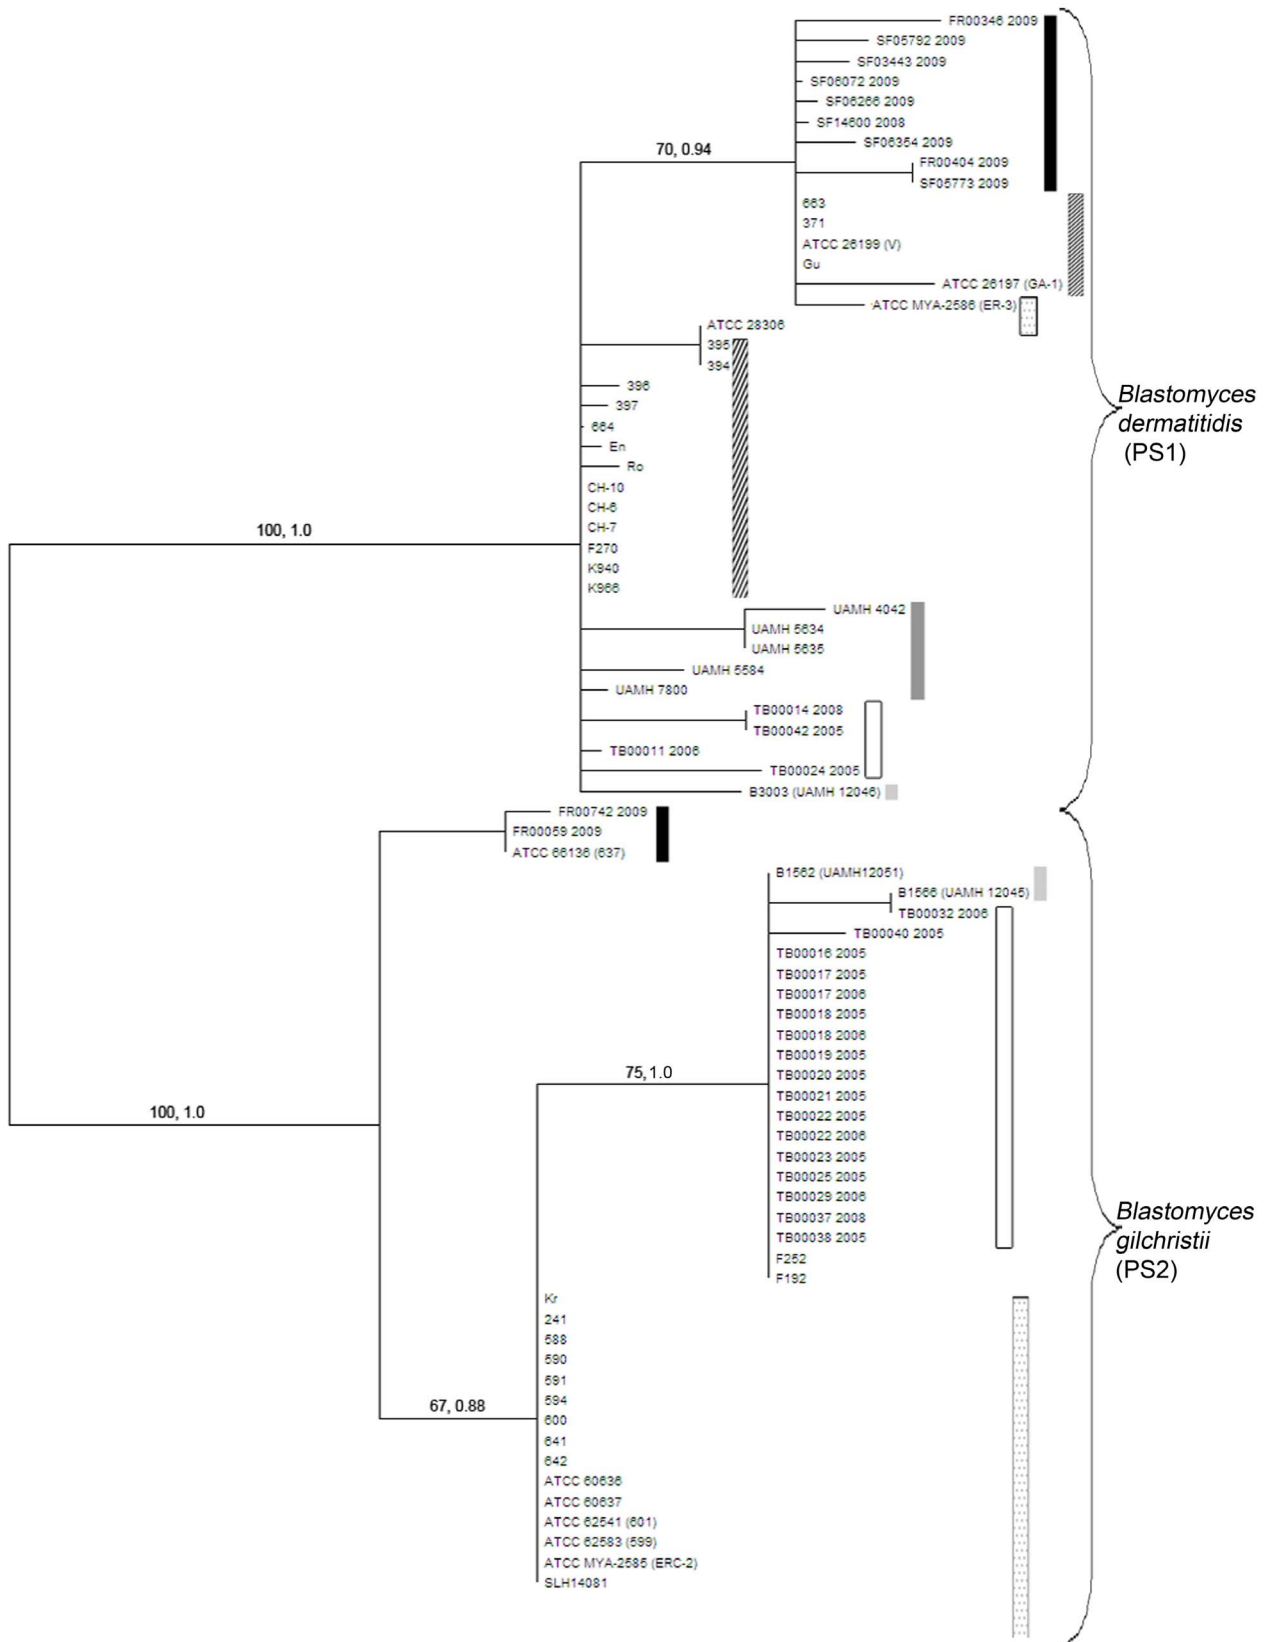 FR00346 2009
SF05792 2009
SF03443 2009
SF06072 2009
SF06266 2009
SF14600 2008
SF06354 2009
70, 0.94
FR00404 2009
SF05773 2009
663
371
ATCC 26199 (V)
Gu
ATCC 26197 (GA-1)
ATCC MYA-2586 (ER-3)
ATCC 28306
395
394
396
397
664
En
Ro
CH-10
CH-6
CH-7
F270
K940
K966
100, 1.0
Blastomyces
dermatitidis
(PS1)
UAMH 4042
UAMH 5634
UAMH 5635
UAMH 5584
UAMH 7800
TB00014 2008
TB00042 2005
TB00011 2006
TB00024 2005
B3003 (UAMH 12046)
FR00742 2009
FR00059 2009
ATCC 66136 (637)
B1562 (UAMH12051)
B1566 (UAMH 12045)
TB00032 2006
TB00040 2005
TB00016 2005
TB00017 2005
TB00017 2006
TB00018 2005
TB00018 2006
TB00019 2005
TB00020 2005
TB00021 2005
TB00022 2005
TB00022 2006
TB00023 2005
TB00025 2005
TB00029 2006
TB00037 2008
TB00038 2005
F252
F192
75, 1.0
100, 1.0
Blastomyces
gilchristii
(PS2)
Kr
241
588
590
591
594
600
641
642
67, 0.88
ATCC 60636
ATCC 60637
ATCC 62541 (601)
ATCC 62583 (599)
ATCC MYA-2585 (ERC-2)
SLH14081